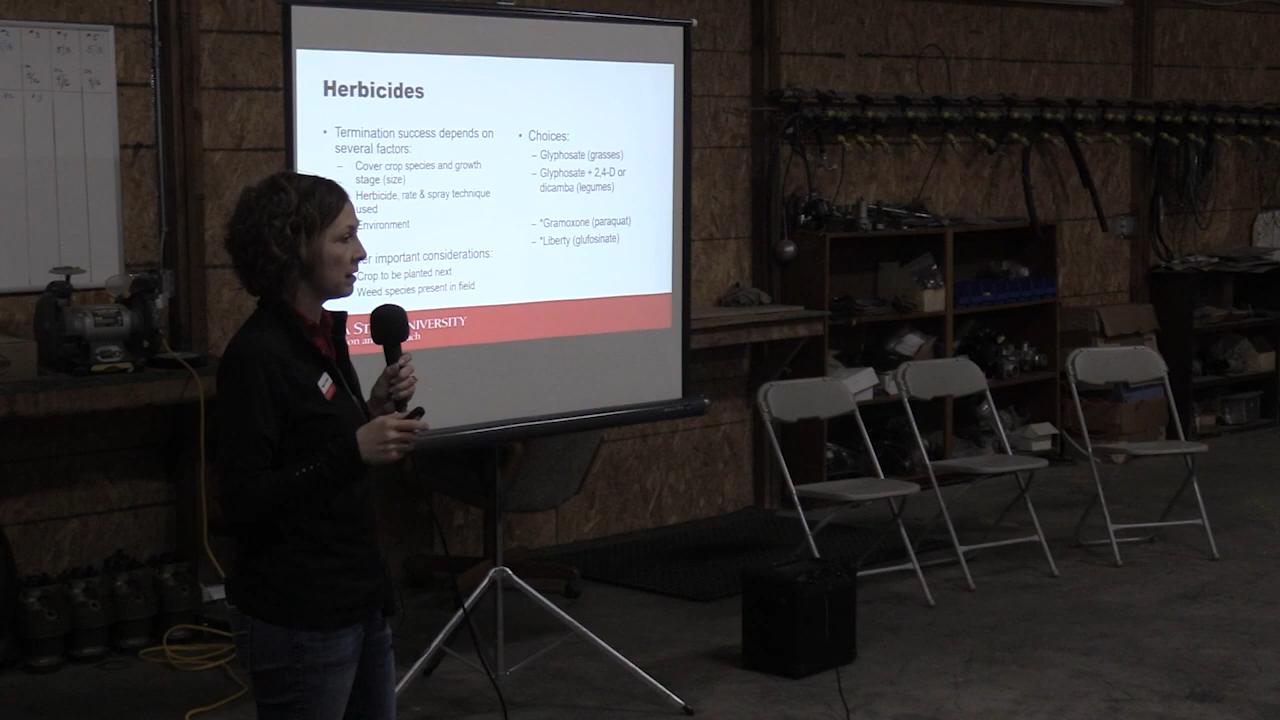 Herbicides
• Termination success depends on
several factors:
– Cover crop species and growth
stage (size)
Herbicide, rate & spray technique
used
Environment
er important considerations:
Crop to be planted next
Weed species present in field
• Choices:
– Glyphosate (grasses)
– Glyphosate + 2,4-D or
dicamba (legumes)
– *Gramoxone (paraquat)
– *Liberty (glufosinate)